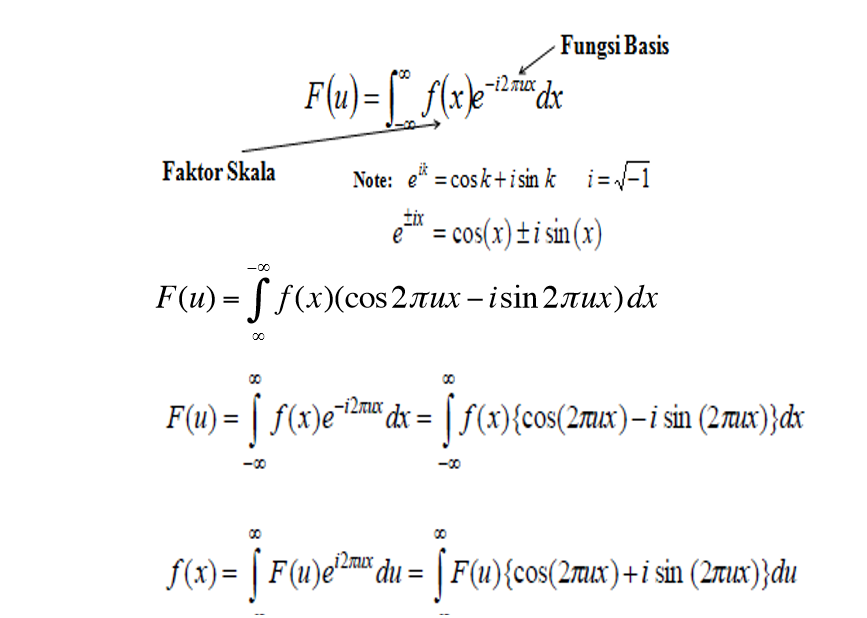 Fungsi Basis
F(u) = ∫_{-∞}^{∞} f(x)e^{-i2πux}dx
Faktor Skala
Note: e^{ik} = cos k + i sin k i = √-1
e^{±ix} = cos(x) ± i sin(x)
F(u) = ∫_{∞}^{-∞} f(x)(cos 2πux − i sin 2πux)dx
F(u) = ∫_{-∞}^{∞} f(x)e^{-i2πux} dx = ∫_{-∞}^{∞} f(x){cos(2πux) − i sin (2πux)}dx
f(x) = ∫^{∞} F(u)e^{i2πux} du = ∫^{∞} F(u){cos(2πux) + i sin (2πux)}du